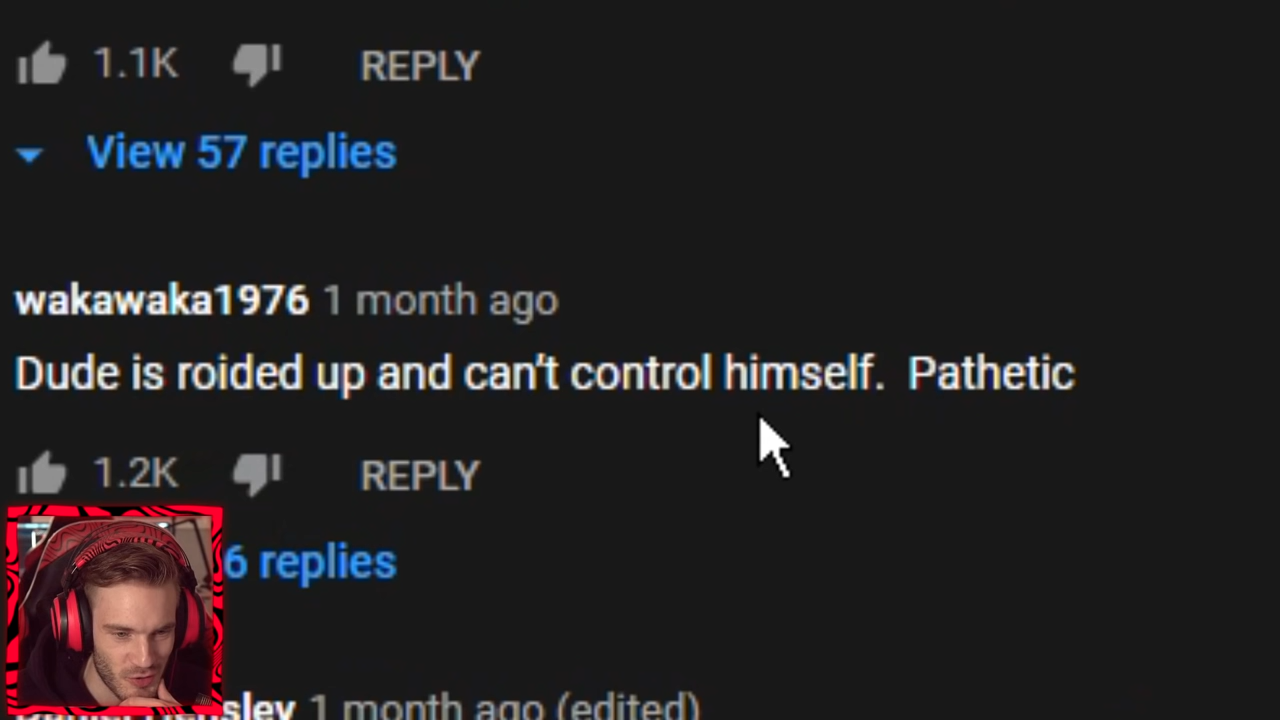 1.1K REPLY
View 57 replies
wakawaka1976 1 month ago
Dude is roided up and can't control himself. Pathetic
1.2K REPLY
6 replies
1 month ago (edited)